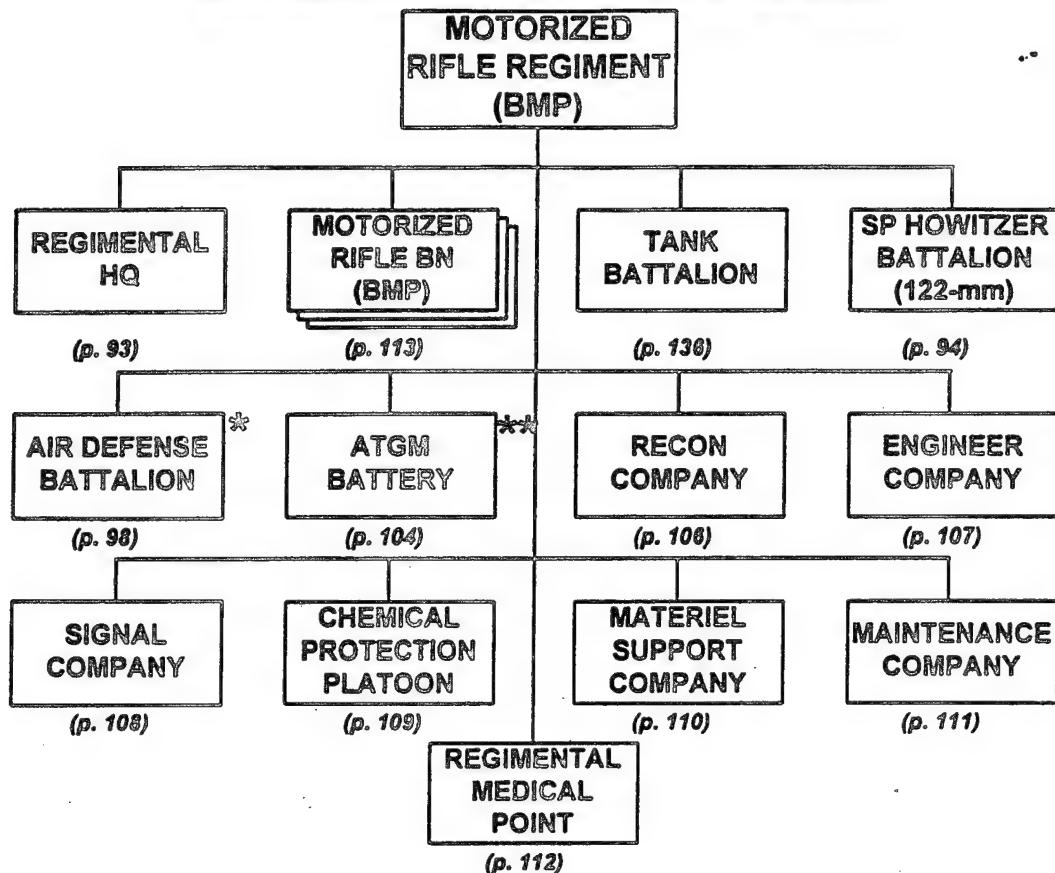 MOTORIZED
RIFLE REGIMENT
(BMP)
REGIMENTAL
HQ
(p. 93)
MOTORIZED
RIFLE BN
(BMP)
(p. 113)
TANK
BATTALION
(p. 136)
SP HOWITZER
BATTALION
(122-mm)
(p. 94)
AIR DEFENSE
BATTALION
*
(p. 98)
ATGM
BATTERY
**
(p. 104)
RECON
COMPANY
(p. 106)
ENGINEER
COMPANY
(p. 107)
SIGNAL
COMPANY
(p. 108)
CHEMICAL
PROTECTION
PLATOON
(p. 109)
MATERIEL
SUPPORT
COMPANY
(p. 110)
MAINTENANCE
COMPANY
(p. 111)
REGIMENTAL
MEDICAL
POINT
(p. 112)